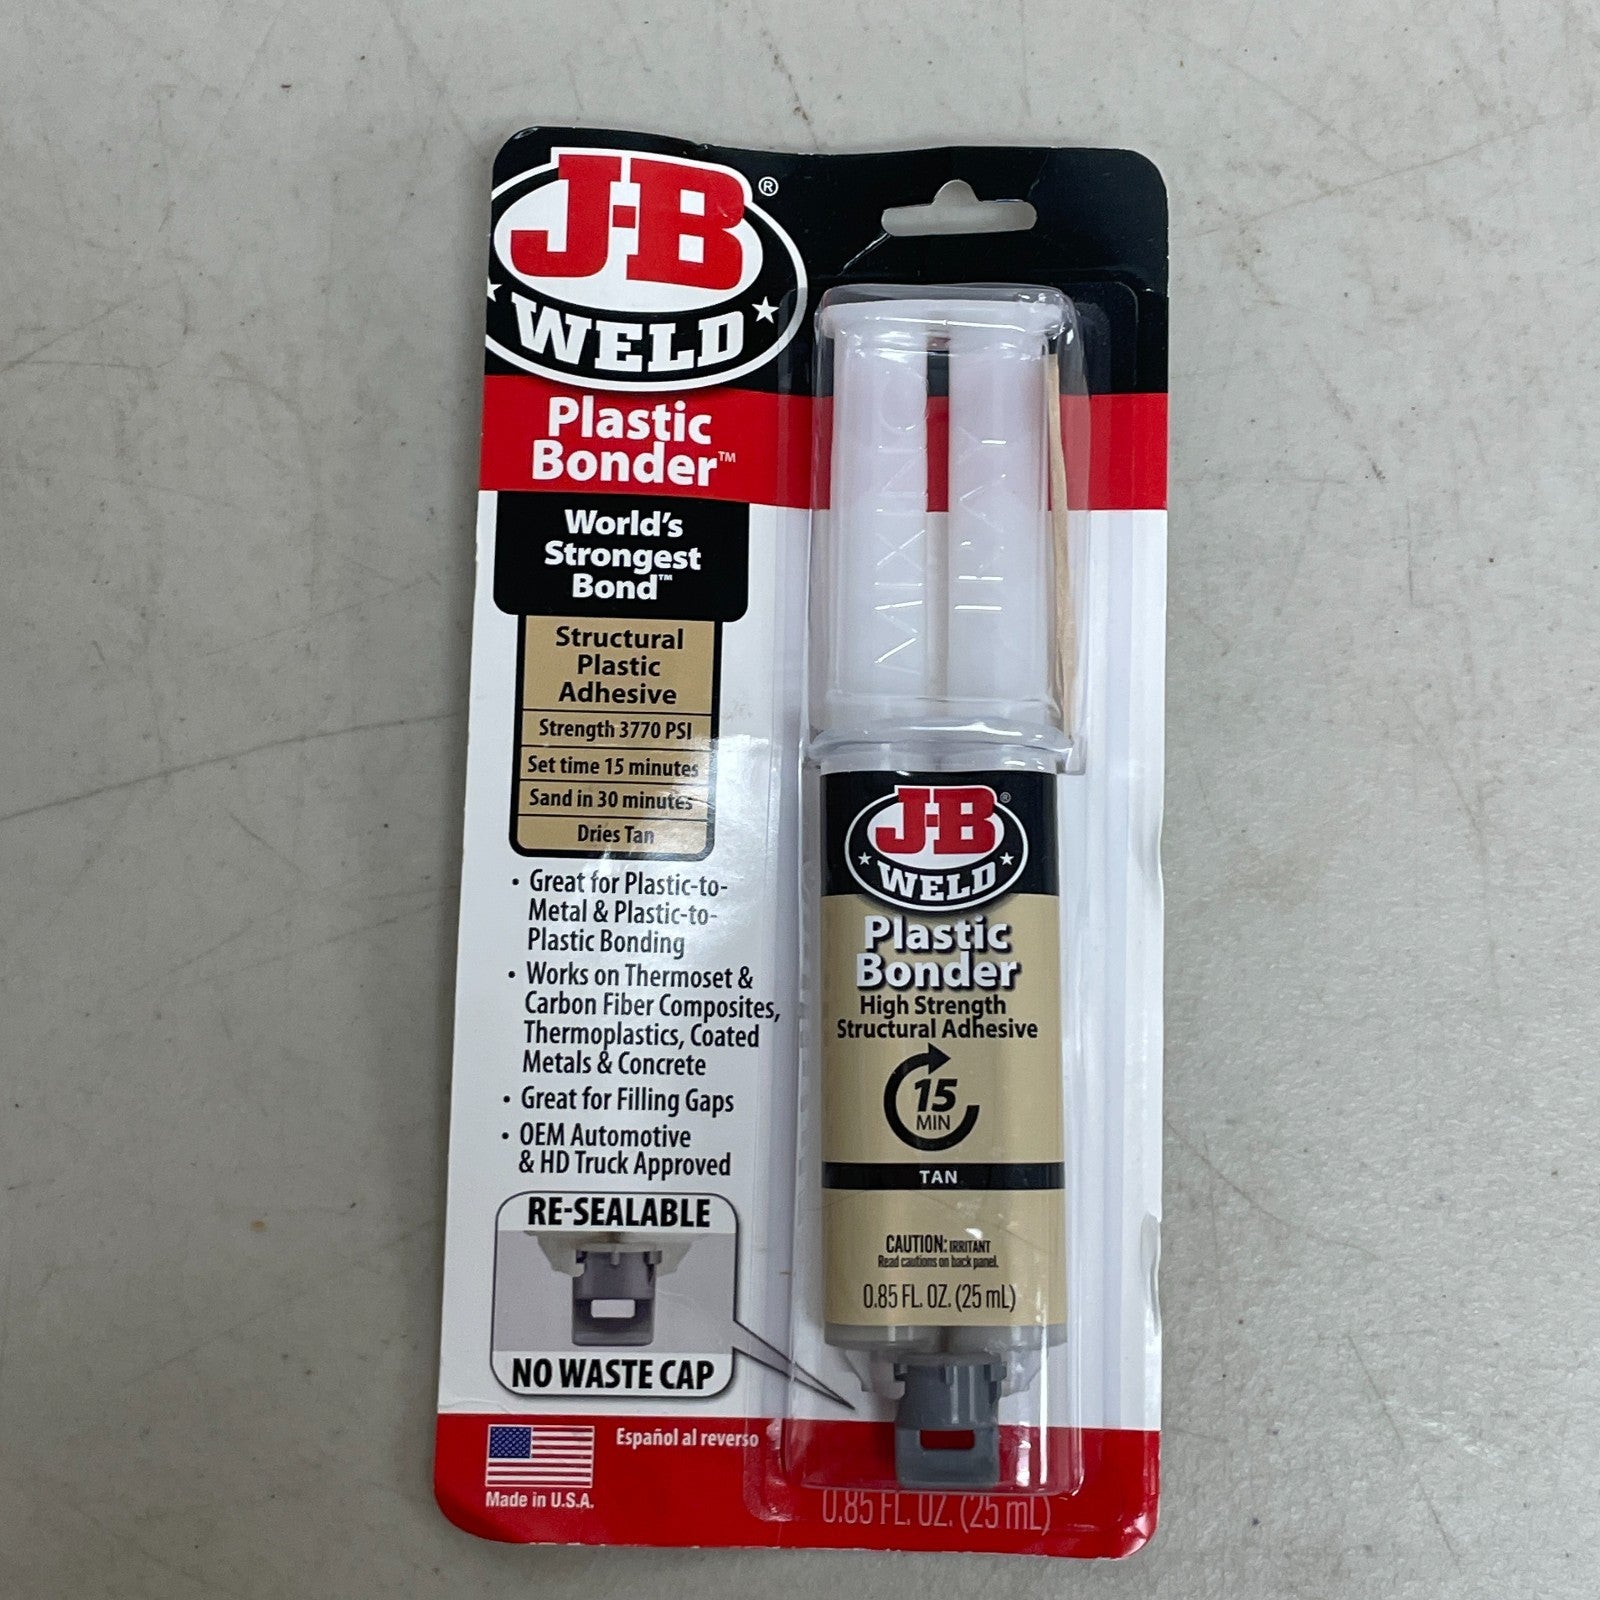 J-B®
WELD
Plastic
Bonder™
World's
Strongest
Bond™
Structural
Plastic
Adhesive
Strength 3770 PSI
Set time 15 minutes
Sand in 30 minutes
Dries Tan
• Great for Plastic-to-
Metal & Plastic-to-
Plastic Bonding
• Works on Thermoset &
Carbon Fiber Composites,
Thermoplastics, Coated
Metals & Concrete
• Great for Filling Gaps
• OEM Automotive
& HD Truck Approved
RE-SEALABLE
NO WASTE CAP
Español al reverso
Made in U.S.A.
MIXING
TRAY
J-B®
WELD
Plastic
Bonder
High Strength
Structural Adhesive
15
MIN
TAN
CAUTION: IRRITANT
Read cautions on back panel.
0.85 FL. OZ. (25 mL)
0.85 FL. OZ. (25 mL)